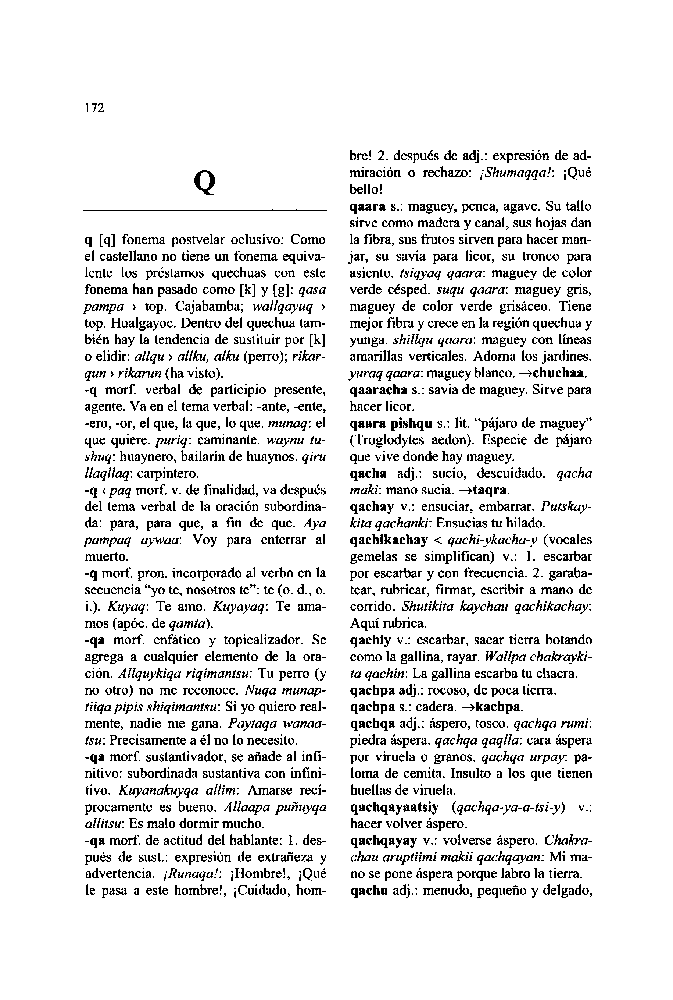 172
Q
q [q] fonema postvelar oclusivo: Como
el castellano no tiene un fonema equiva-
lente los préstamos quechuas con este
fonema han pasado como [k] y [g]: qasa
pampa › top. Cajabamba; wallqayuq ›
top. Hualgayoc. Dentro del quechua tam-
bién hay la tendencia de sustituir por [k]
o elidir: allqu › allku, alku (perro); rikar-
qun › rikarun (ha visto).
-q morf. verbal de participio presente,
agente. Va en el tema verbal: -ante, -ente,
-ero, -or, el que, la que, lo que. munaq: el
que quiere. puriq: caminante. waynu tu-
shuq: huaynero, bailarín de huaynos. qiru
llaqllaq: carpintero.
-q ‹ paq morf. v. de finalidad, va después
del tema verbal de la oración subordina-
da: para, para que, a fin de que. Aya
pampaq aywaa: Voy para enterrar al
muerto.
-q morf. pron. incorporado al verbo en la
secuencia “yo te, nosotros te”: te (o. d., o.
i.). Kuyaq: Te amo. Kuyayaq: Te ama-
mos (apóc. de qamta).
-qa morf. enfático y topicalizador. Se
agrega a cualquier elemento de la ora-
ción. Allquykiqa riqimantsu: Tu perro (y
no otro) no me reconoce. Nuqa munap-
tiiqa pipis shiqimantsu: Si yo quiero real-
mente, nadie me gana. Paytaqa wanaa-
tsu: Precisamente a él no lo necesito.
-qa morf. sustantivador, se añade al infi-
nitivo: subordinada sustantiva con infini-
tivo. Kuyanakuyqa allim: Amarse recí-
procamente es bueno. Allaapa puñuyqa
allitsu: Es malo dormir mucho.
-qa morf. de actitud del hablante: 1. des-
pués de sust.: expresión de extrañeza y
advertencia. ¡Runaqa!: ¡Hombre!, ¡Qué
le pasa a este hombre!, ¡Cuidado, hom-
bre! 2. después de adj.: expresión de ad-
miración o rechazo: ¡Shumaqqa!: ¡Qué
bello!
qaara s.: maguey, penca, agave. Su tallo
sirve como madera y canal, sus hojas dan
la fibra, sus frutos sirven para hacer man-
jar, su savia para licor, su tronco para
asiento. tsiqyaq qaara: maguey de color
verde césped. suqu qaara: maguey gris,
maguey de color verde grisáceo. Tiene
mejor fibra y crece en la región quechua y
yunga. shillqu qaara: maguey con líneas
amarillas verticales. Adorna los jardines.
yuraq qaara: maguey blanco. →chuchaa.
qaaracha s.: savia de maguey. Sirve para
hacer licor.
qaara pishqu s.: lit. “pájaro de maguey”
(Troglodytes aedon). Especie de pájaro
que vive donde hay maguey.
qacha adj.: sucio, descuidado. qacha
maki: mano sucia. →taqra.
qachay v.: ensuciar, embarrar. Putskay-
kita qachanki: Ensucias tu hilado.
qachikachay < qachi-ykacha-y (vocales
gemelas se simplifican) v.: 1. escarbar
por escarbar y con frecuencia. 2. garaba-
tear, rubricar, firmar, escribir a mano de
corrido. Shutikita kaychau qachikachay:
Aquí rubrica.
qachiy v.: escarbar, sacar tierra botando
como la gallina, rayar. Wallpa chakrayki-
ta qachin: La gallina escarba tu chacra.
qachpa adj.: rocoso, de poca tierra.
qachpa s.: cadera. →kachpa.
qachqa adj.: áspero, tosco. qachqa rumi:
piedra áspera. qachqa qaqlla: cara áspera
por viruela o granos. qachqa urpay: pa-
loma de cemita. Insulto a los que tienen
huellas de viruela.
qachqayaatsiy (qachqa-ya-a-tsi-y) v.:
hacer volver áspero.
qachqayay v.: volverse áspero. Chakra-
chau aruptiimi makii qachqayan: Mi ma-
no se pone áspera porque labro la tierra.
qachu adj.: menudo, pequeño y delgado,